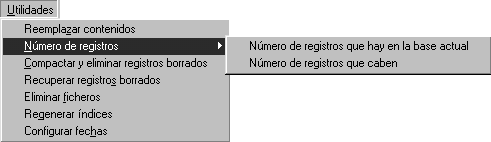 Utilidades
Reemplazar contenidos
Número de registros
Número de registros que hay en la base actual
Compactar y eliminar registros borrados
Número de registros que caben
Recuperar registros borrados
Eliminar ficheros
Regenerar índices
Configurar fechas